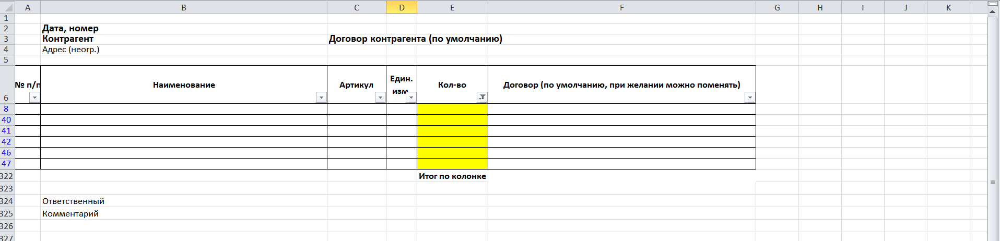 A B C D E F G H I J K
1
2 Дата, номер
3 Контрагент Договор контрагента (по умолчанию)
4 Адрес (неогр.)
5
6 № п/п Наименование Артикул Един. изм. Кол-во Договор (по умолчанию, при желании можно поменять)
8
40
41
42
46
47
322 Итог по колонке
323
324 Ответственный
325 Комментарий
326
327